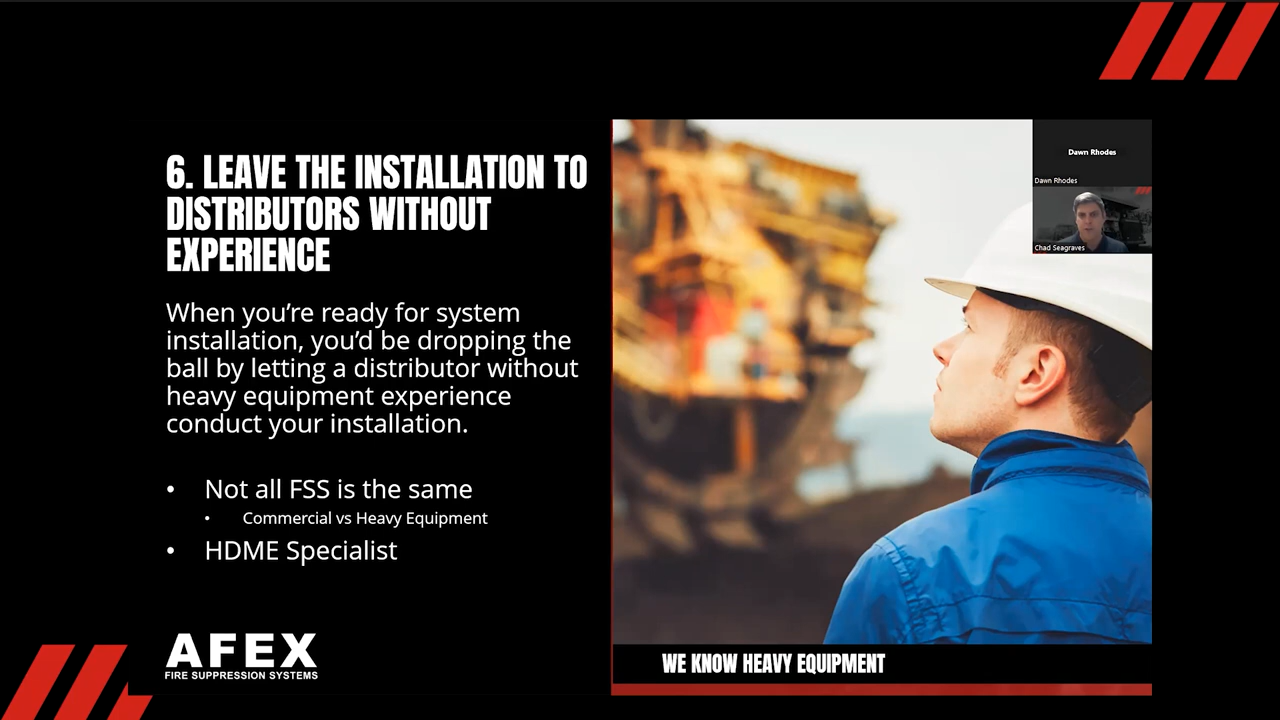 6. LEAVE THE INSTALLATION TO
DISTRIBUTORS WITHOUT
EXPERIENCE
When you’re ready for system
installation, you’d be dropping the
ball by letting a distributor without
heavy equipment experience
conduct your installation.
• Not all FSS is the same
• Commercial vs Heavy Equipment
• HDME Specialist
AFEX
FIRE SUPPRESSION SYSTEMS
Dawn Rhodes
Dawn Rhodes
Chad Seagraves
WE KNOW HEAVY EQUIPMENT